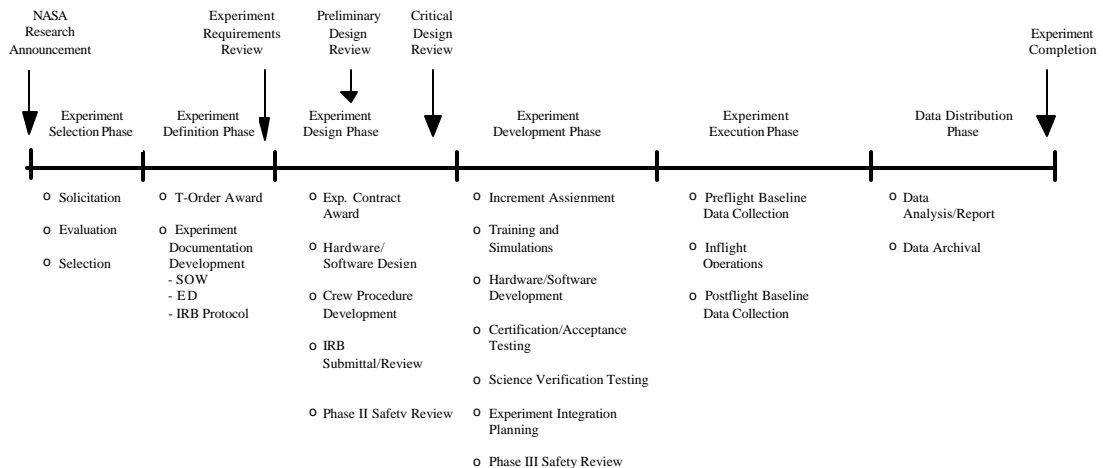 NASA
Research
Announcement
Experiment
Requirements
Review
Preliminary
Design
Review
Critical
Design
Review
Experiment
Completion
Experiment
Selection Phase
Experiment
Definition Phase
Experiment
Design Phase
Experiment
Development Phase
Experiment
Execution Phase
Data Distribution
Phase
o Solicitation
o Evaluation
o Selection
o T-Order Award
o Experiment
Documentation
Development
- SOW
- ED
- IRB Protocol
o Exp. Contract
Award
o Hardware/
Software Design
o Crew Procedure
Development
o IRB
Submittal/Review
o Phase II Safety Review
o Increment Assignment
o Training and
Simulations
o Hardware/Software
Development
o Certification/Acceptance
Testing
o Science Verification Testing
o Experiment Integration
Planning
o Phase III Safety Review
o Preflight Baseline
Data Collection
o Inflight
Operations
o Postflight Baseline
Data Collection
o Data
Analysis/Report
o Data Archival